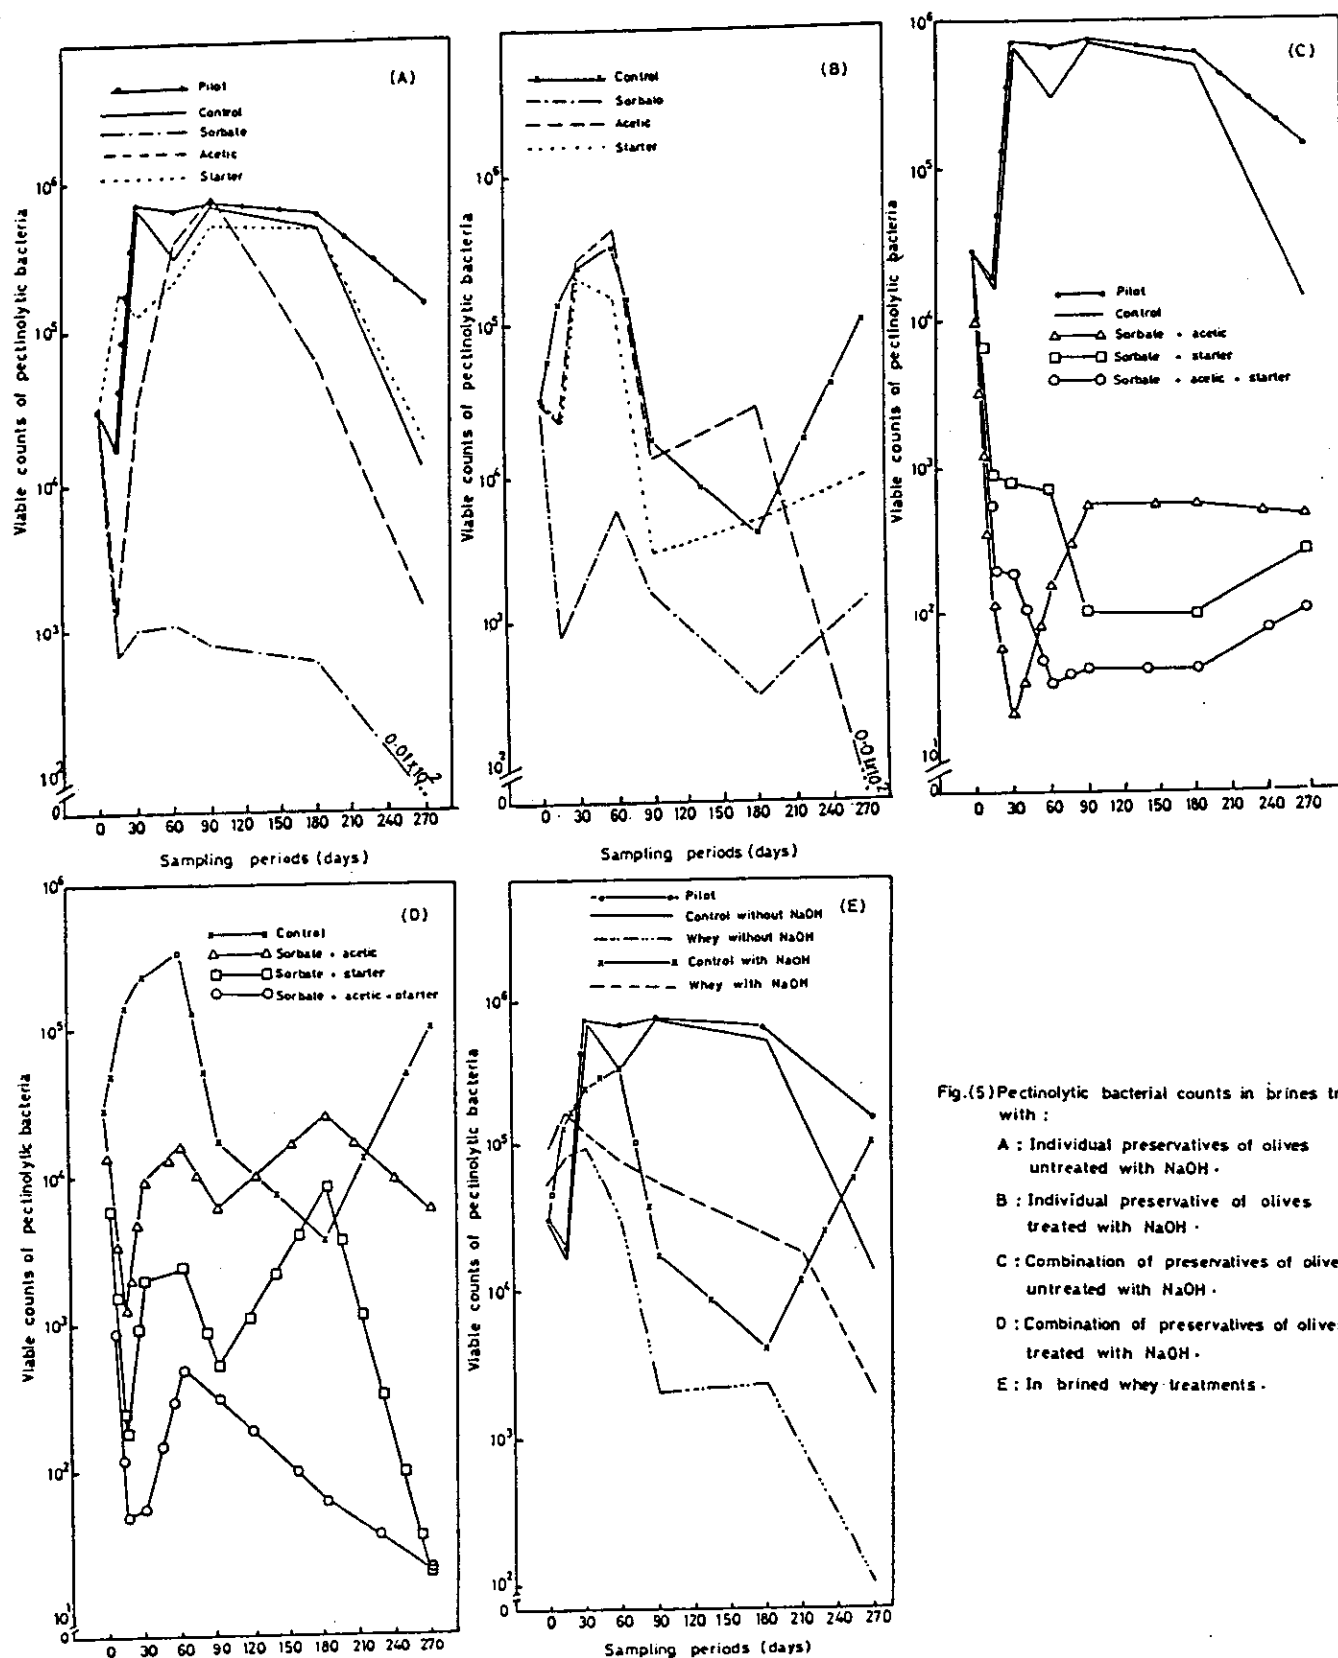 (A)
Pilot
Control
Sorbate
Acetic
Starter
Viable counts of pectinolytic bacteria
10⁶
10⁵
10⁴
10³
10²
0
0.01×10²
0 30 60 90 120 150 180 210 240 270
Sampling periods (days)
(B)
Control
Sorbate
Acetic
Starter
Viable counts of pectinolytic bacteria
10⁶
10⁵
10⁴
10³
10²
0
0.01×10²
0 30 60 90 120 150 180 210 240 270
Sampling periods (days)
(C)
Pilot
Control
Sorbate + acetic
Sorbate + starter
Sorbate + acetic + starter
Viable counts of pectinolytic bacteria
10⁶
10⁵
10⁴
10³
10²
10¹
0
0 30 60 90 120 150 180 210 240 270
(D)
Control
Sorbate + acetic
Sorbate + starter
Sorbate + acetic + starter
Viable counts of pectinolytic bacteria
10⁶
10⁵
10⁴
10³
10²
10¹
0
0 30 60 90 120 150 180 210 240 270
(E)
Pilot
Control without NaOH
Whey without NaOH
Control with NaOH
Whey with NaOH
Viable counts of pectinolytic bacteria
10⁶
10⁵
10⁴
10³
10²
0
0 30 60 90 120 150 180 210 240 270
Sampling periods (days)
Fig.(5) Pectinolytic bacterial counts in brines tr
with :
A : Individual preservatives of olives
untreated with NaOH.
B : Individual preservative of olives
treated with NaOH.
C : Combination of preservatives of olive
untreated with NaOH.
D : Combination of preservatives of olive
treated with NaOH.
E : In brined whey treatments.